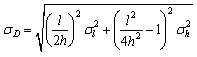 σ_D = √((l/2h)² σ_l² + (l²/4h² − 1)² σ_h²)